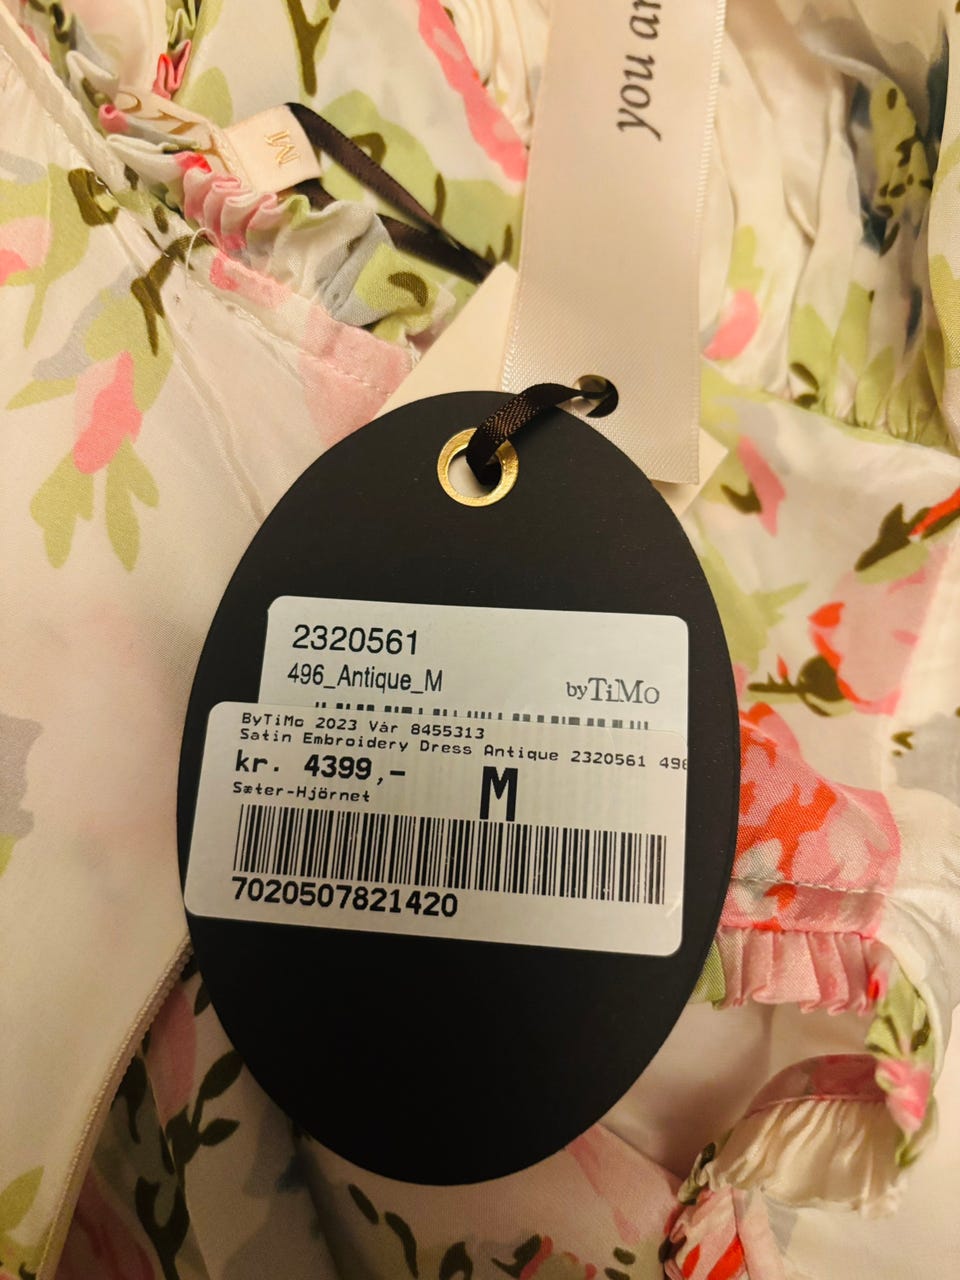 you
M
2320561
496_Antique_M
byTiMo
ByTiMo 2023 Vår 8455313
Satin Embroidery Dress Antique 2320561 496
kr. 4399,-
M
Sæter-Hjörnet
7020507821420